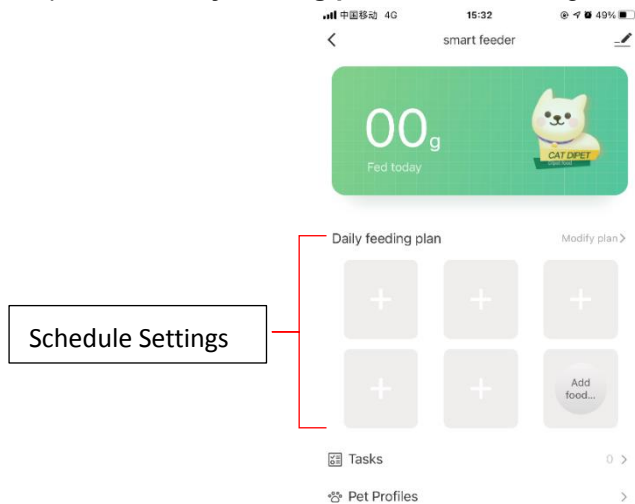 中国移动 4G 15:32 49%
smart feeder
00g
Fed today
CAT DIPET
Daily feeding plan Modify plan
Schedule Settings
Add
food...
Tasks 0
Pet Profiles